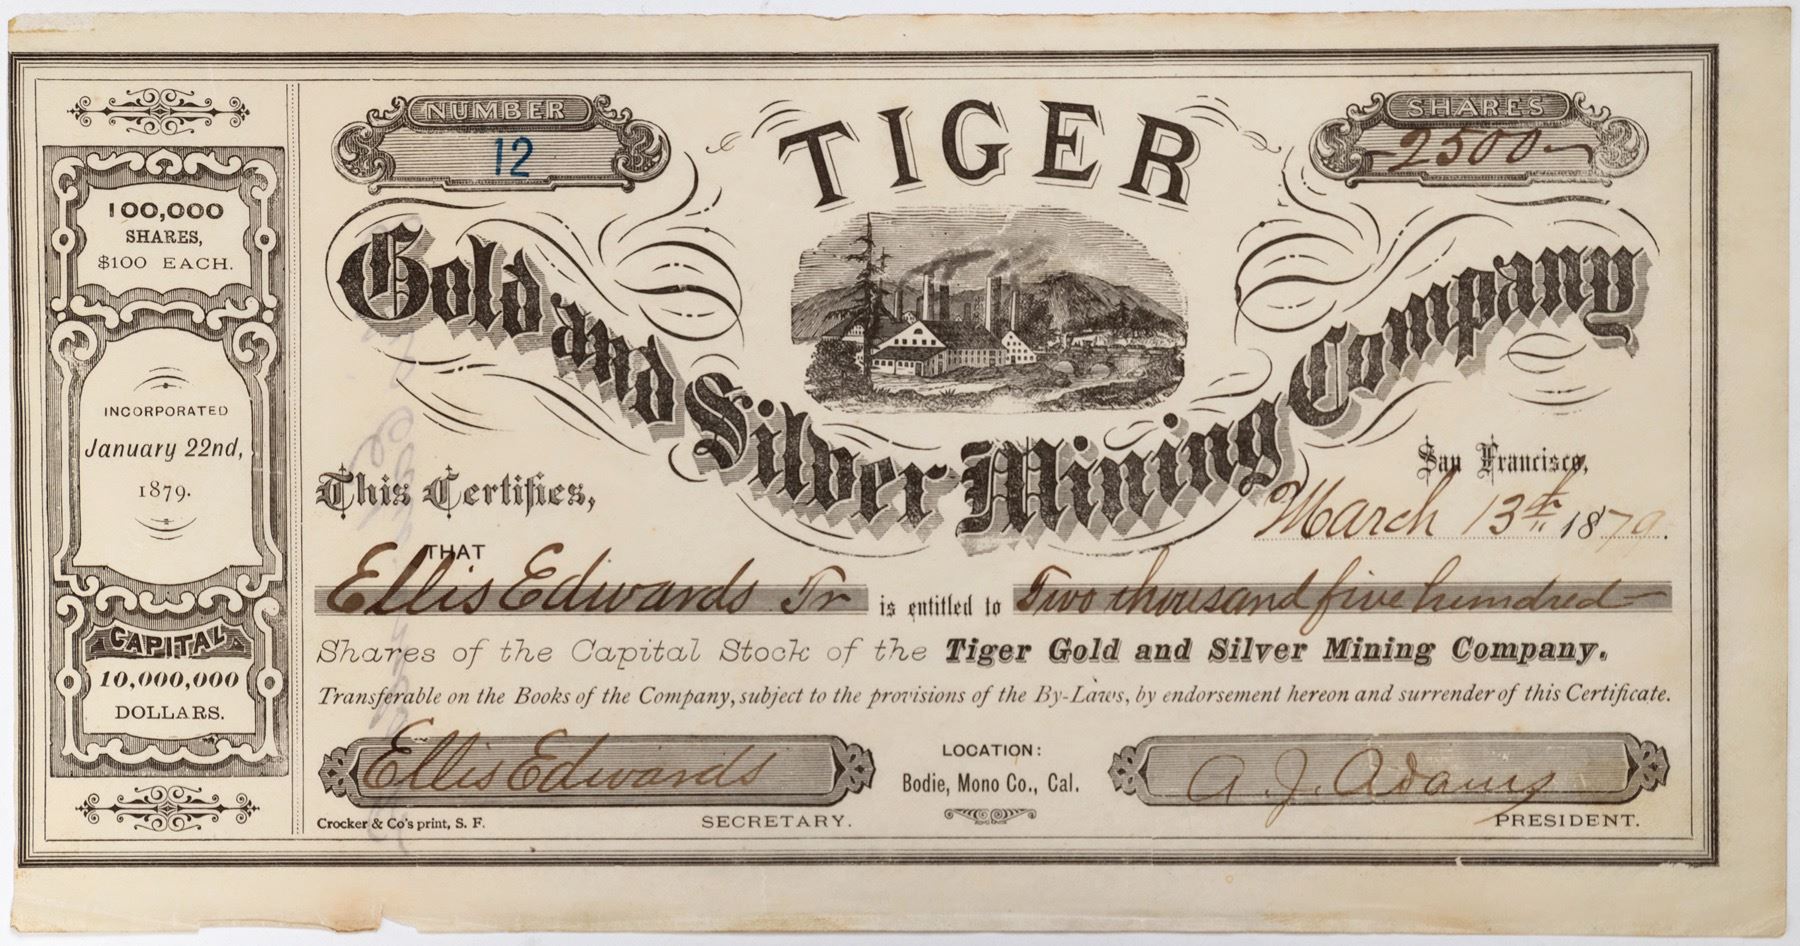 NUMBER
12
TIGER
SHARES
2500
Gold and Silver Mining Company
100,000
SHARES,
$100 EACH.
INCORPORATED
January 22nd,
1879.
CAPITAL
10,000,000
DOLLARS.
San Francisco,
March 13th 1879.
This Certifies,
THAT
Ellis Edwards Tr is entitled to Two thousand five hundred
Shares of the Capital Stock of the Tiger Gold and Silver Mining Company.
Transferable on the Books of the Company, subject to the provisions of the By-Laws, by endorsement hereon and surrender of this Certificate.
Ellis Edwards
SECRETARY.
LOCATION:
Bodie, Mono Co., Cal.
A. J. Adams
PRESIDENT.
Crocker & Co's print, S. F.